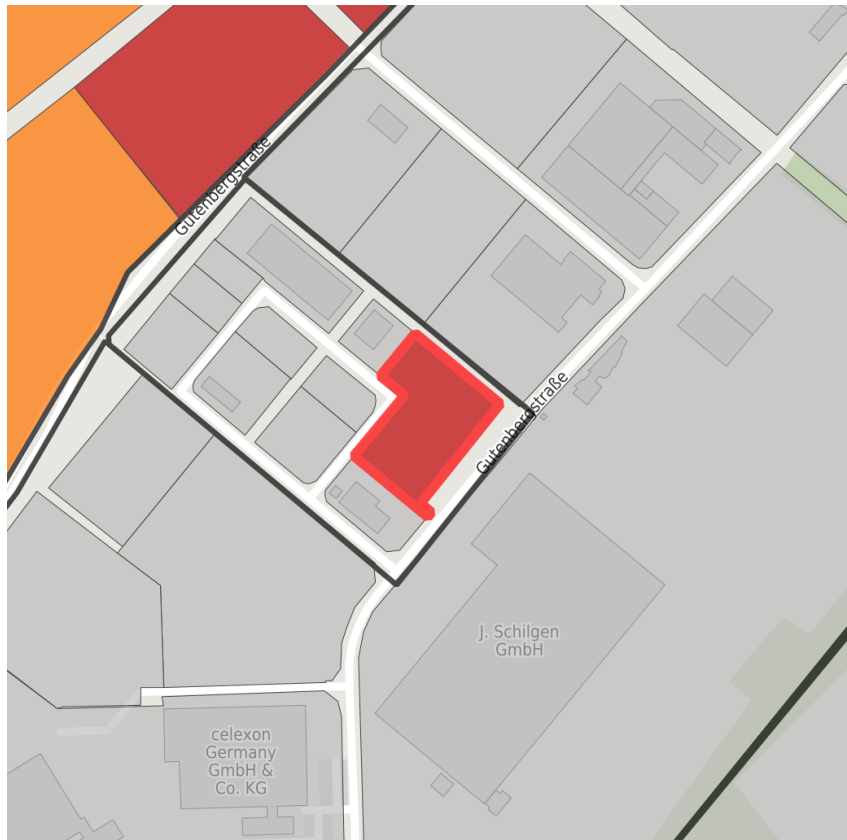 Gutenbergstraße
Gutenbergstraße
J. Schilgen
GmbH
celexon
Germany
GmbH &
Co. KG